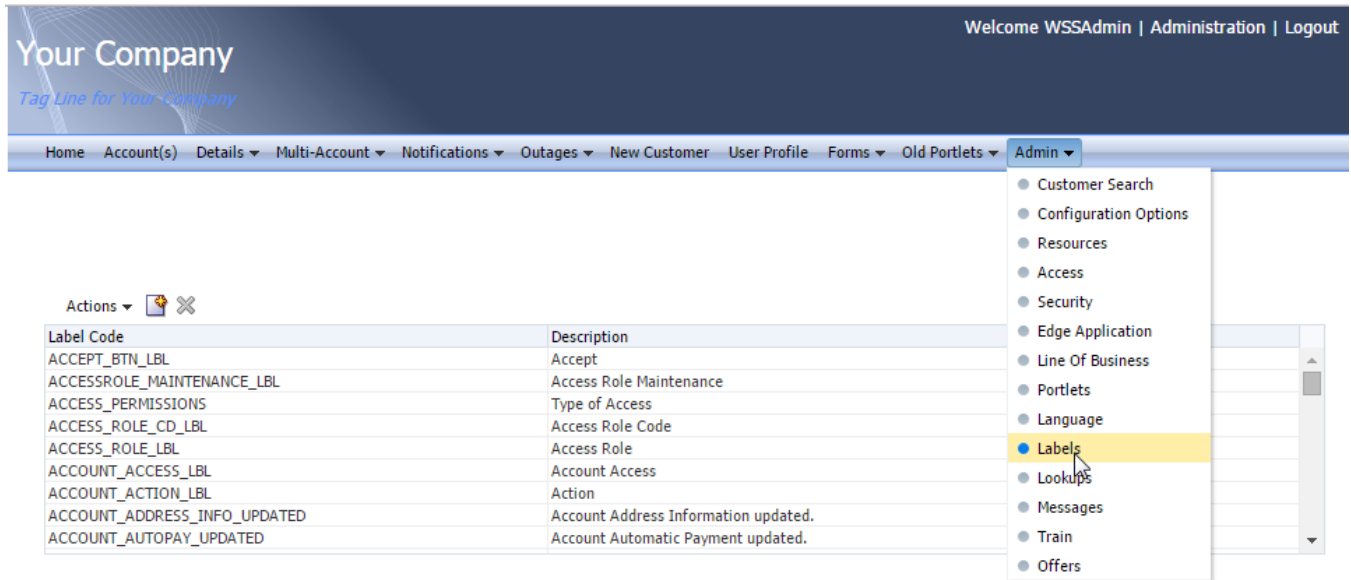 Welcome WSSAdmin | Administration | Logout
Your Company
Tag Line for Your Company
Home Account(s) Details Multi-Account Notifications Outages New Customer User Profile Forms Old Portlets Admin
Customer Search
Configuration Options
Resources
Access
Security
Edge Application
Line Of Business
Portlets
Language
Labels
Lookups
Messages
Train
Offers
Actions
Label Code Description
ACCEPT_BTN_LBL Accept
ACCESSROLE_MAINTENANCE_LBL Access Role Maintenance
ACCESS_PERMISSIONS Type of Access
ACCESS_ROLE_CD_LBL Access Role Code
ACCESS_ROLE_LBL Access Role
ACCOUNT_ACCESS_LBL Account Access
ACCOUNT_ACTION_LBL Action
ACCOUNT_ADDRESS_INFO_UPDATED Account Address Information updated.
ACCOUNT_AUTOPAY_UPDATED Account Automatic Payment updated.